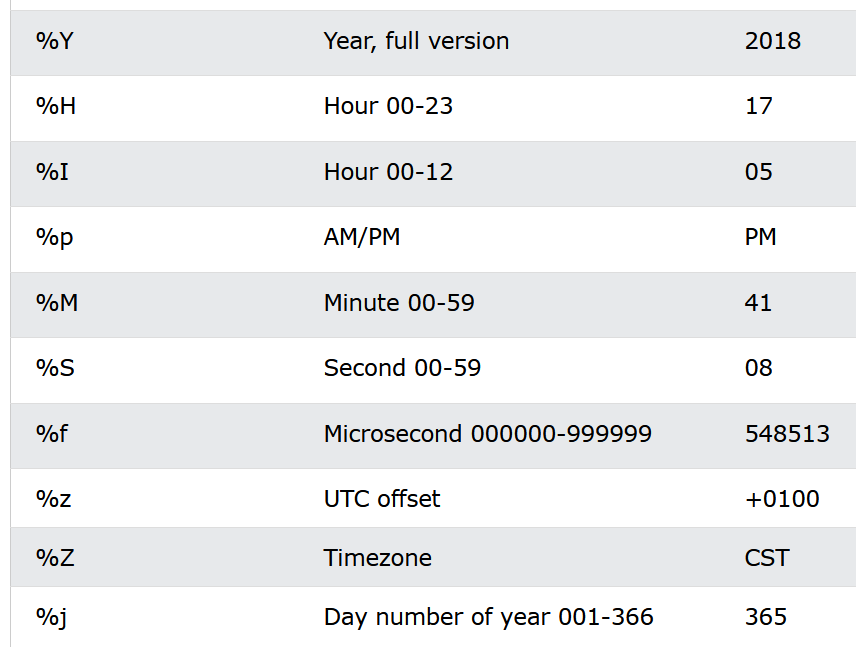 %Y Year, full version 2018
%H Hour 00-23 17
%I Hour 00-12 05
%p AM/PM PM
%M Minute 00-59 41
%S Second 00-59 08
%f Microsecond 000000-999999 548513
%z UTC offset +0100
%Z Timezone CST
%j Day number of year 001-366 365